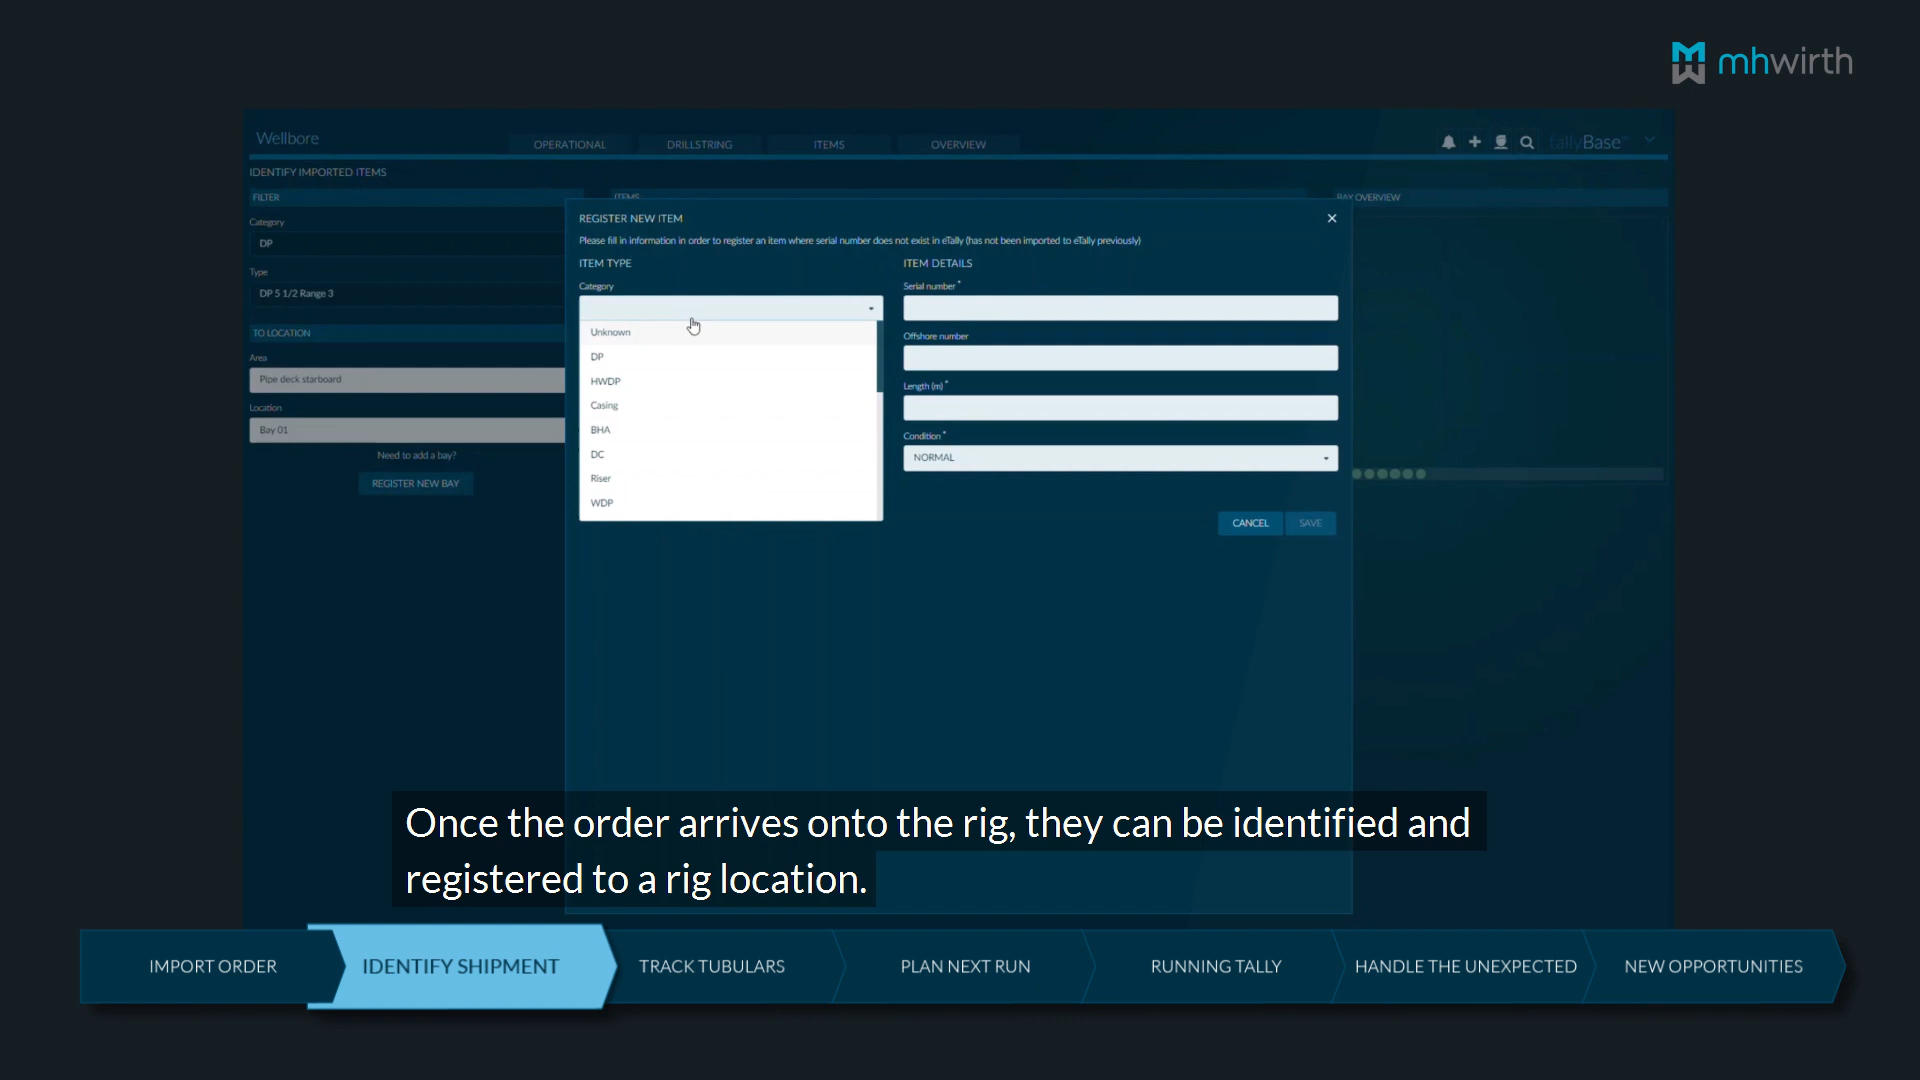 mhwirth
Wellbore
OPERATIONAL
DRILLSTRING
ITEMS
OVERVIEW
tallyBase
IDENTIFY IMPORTED ITEMS
FILTER
ITEMS
BAY OVERVIEW
Category
DP
Type
DP 5 1/2 Range 3
TO LOCATION
Area
Pipe deck starboard
Location
Bay 01
Need to add a bay?
REGISTER NEW BAY
REGISTER NEW ITEM
Please fill in information in order to register an item where serial number does not exist in eTally (has not been imported to eTally previously)
ITEM TYPE
Category
Unknown
DP
HWDP
Casing
BHA
DC
Riser
WDP
ITEM DETAILS
Serial number *
Offshore number
Length (m) *
Condition *
NORMAL
CANCEL
SAVE
Once the order arrives onto the rig, they can be identified and
registered to a rig location.
IMPORT ORDER
IDENTIFY SHIPMENT
TRACK TUBULARS
PLAN NEXT RUN
RUNNING TALLY
HANDLE THE UNEXPECTED
NEW OPPORTUNITIES